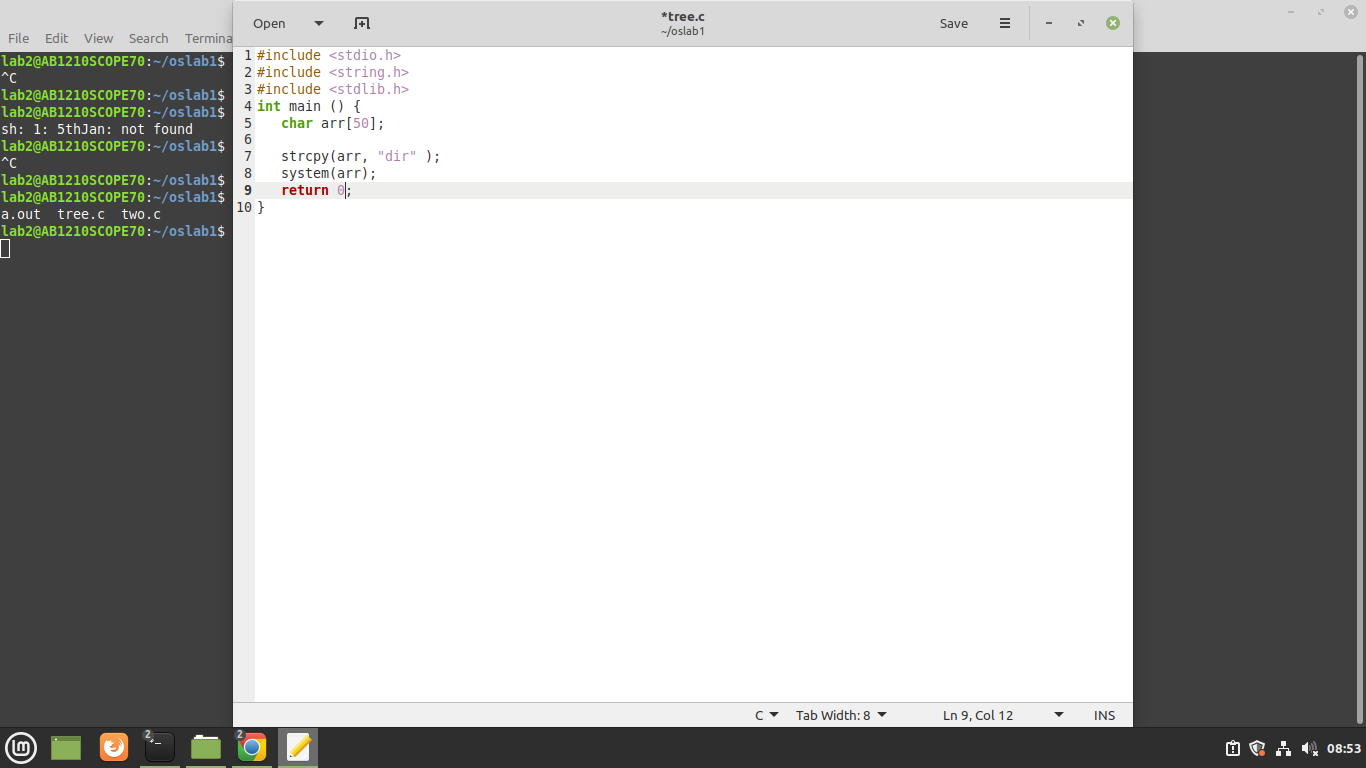 Open
*tree.c
~/oslab1
Save
File Edit View Search Termina
lab2@AB1210SCOPE70:~/oslab1$
^C
lab2@AB1210SCOPE70:~/oslab1$
lab2@AB1210SCOPE70:~/oslab1$
sh: 1: 5thJan: not found
lab2@AB1210SCOPE70:~/oslab1$
^C
lab2@AB1210SCOPE70:~/oslab1$
lab2@AB1210SCOPE70:~/oslab1$
a.out  tree.c  two.c
lab2@AB1210SCOPE70:~/oslab1$
1 #include <stdio.h>
2 #include <string.h>
3 #include <stdlib.h>
4 int main () {
5    char arr[50];
6
7    strcpy(arr, "dir" );
8    system(arr);
9    return 0;
10 }
C Tab Width: 8 Ln 9, Col 12 INS
2 2 08:53